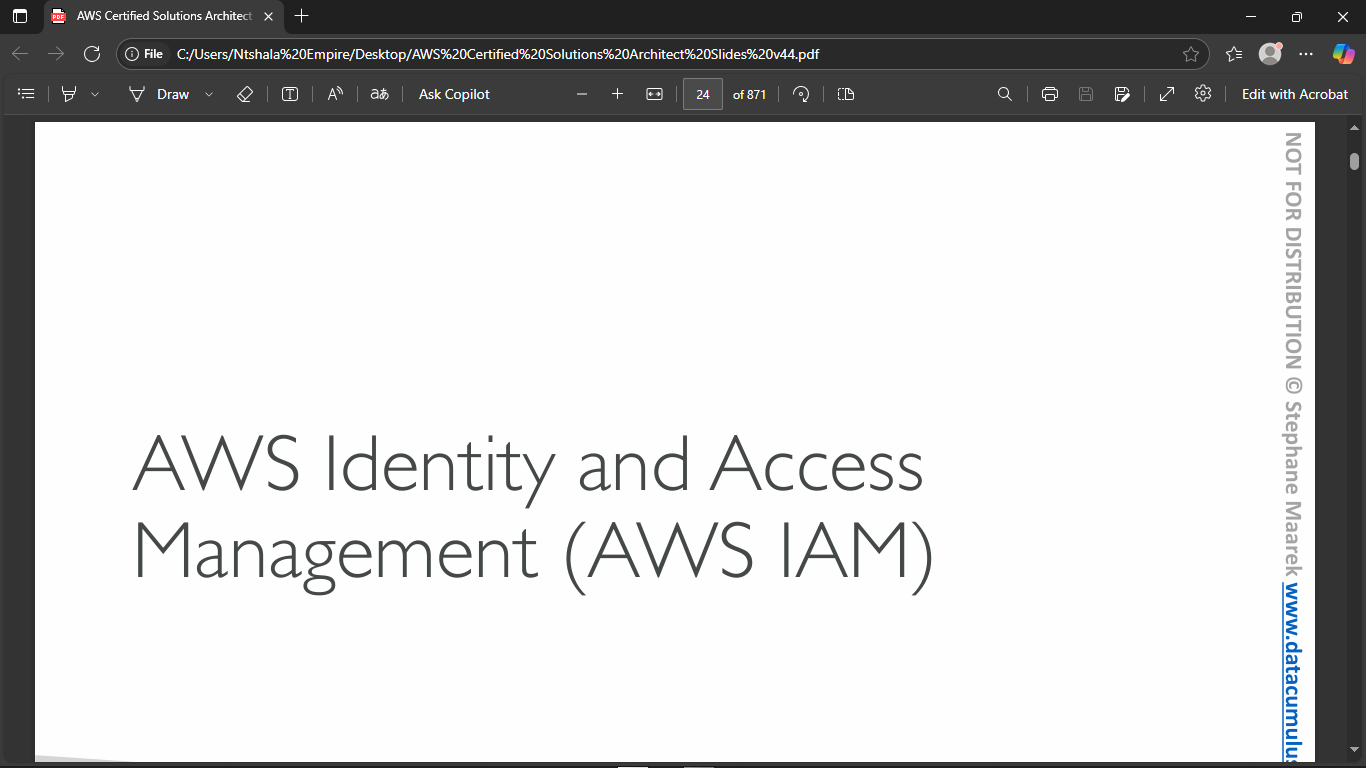 AWS Certified Solutions Architect
File C:/Users/Ntshala%20Empire/Desktop/AWS%20Certified%20Solutions%20Architect%20Slides%20v44.pdf
Draw Ask Copilot 24 of 871 Edit with Acrobat
AWS Identity and Access
Management (AWS IAM)
NOT FOR DISTRIBUTION © Stephane Maarek www.datacumulus